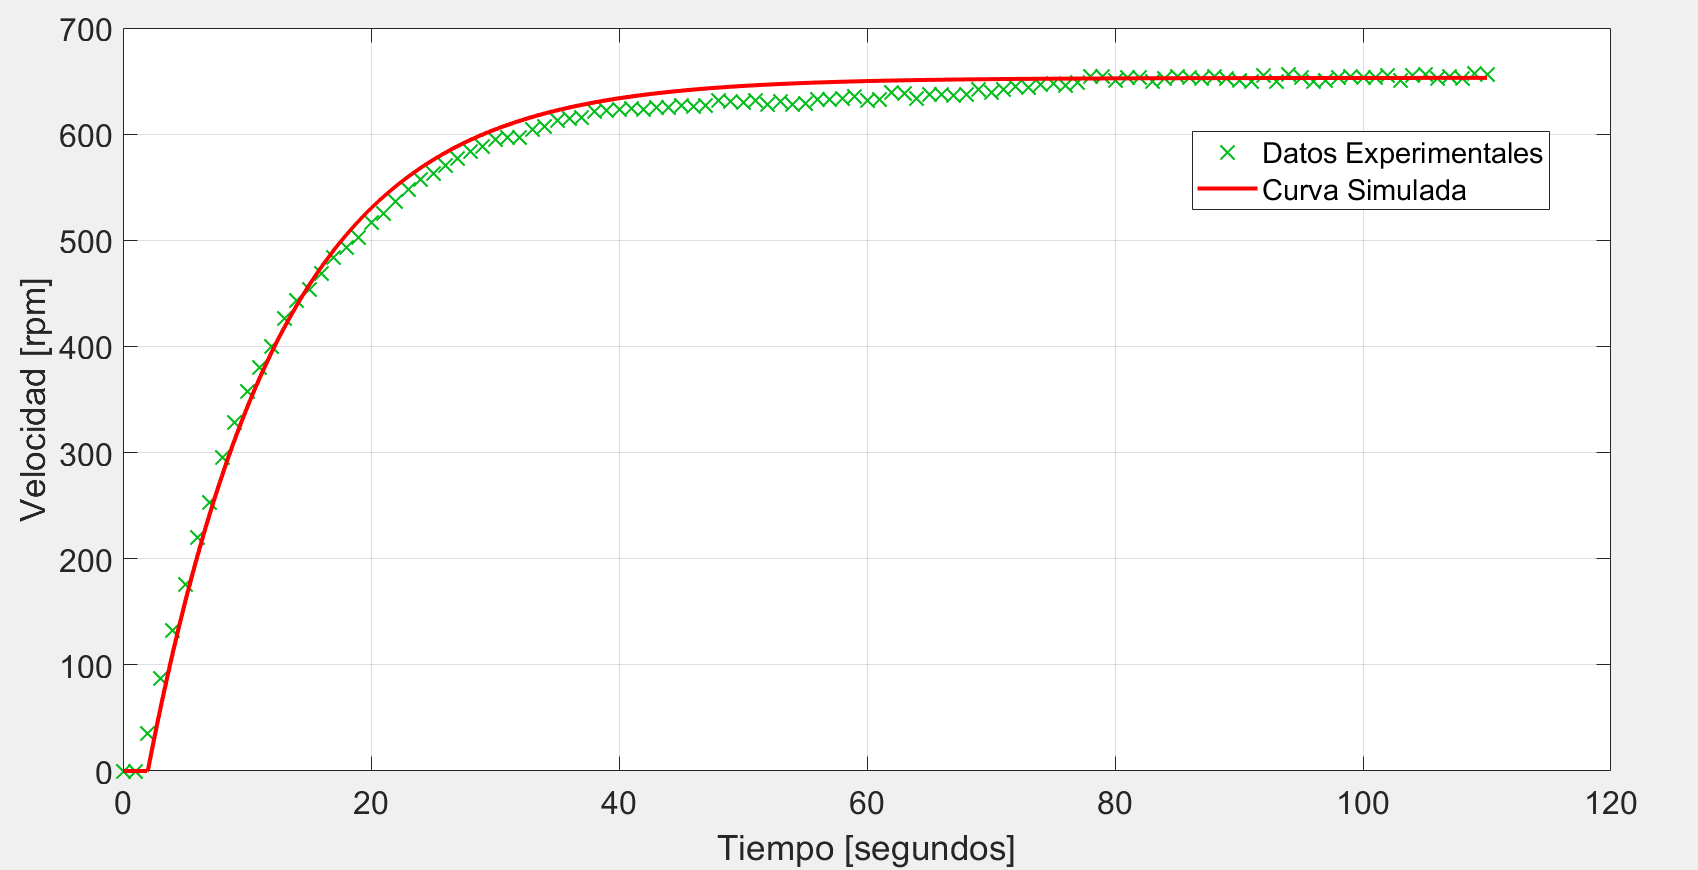 700
600
500
400
300
200
100
0
0 20 40 60 80 100 120
Velocidad [rpm]
Tiempo [segundos]
Datos Experimentales
Curva Simulada